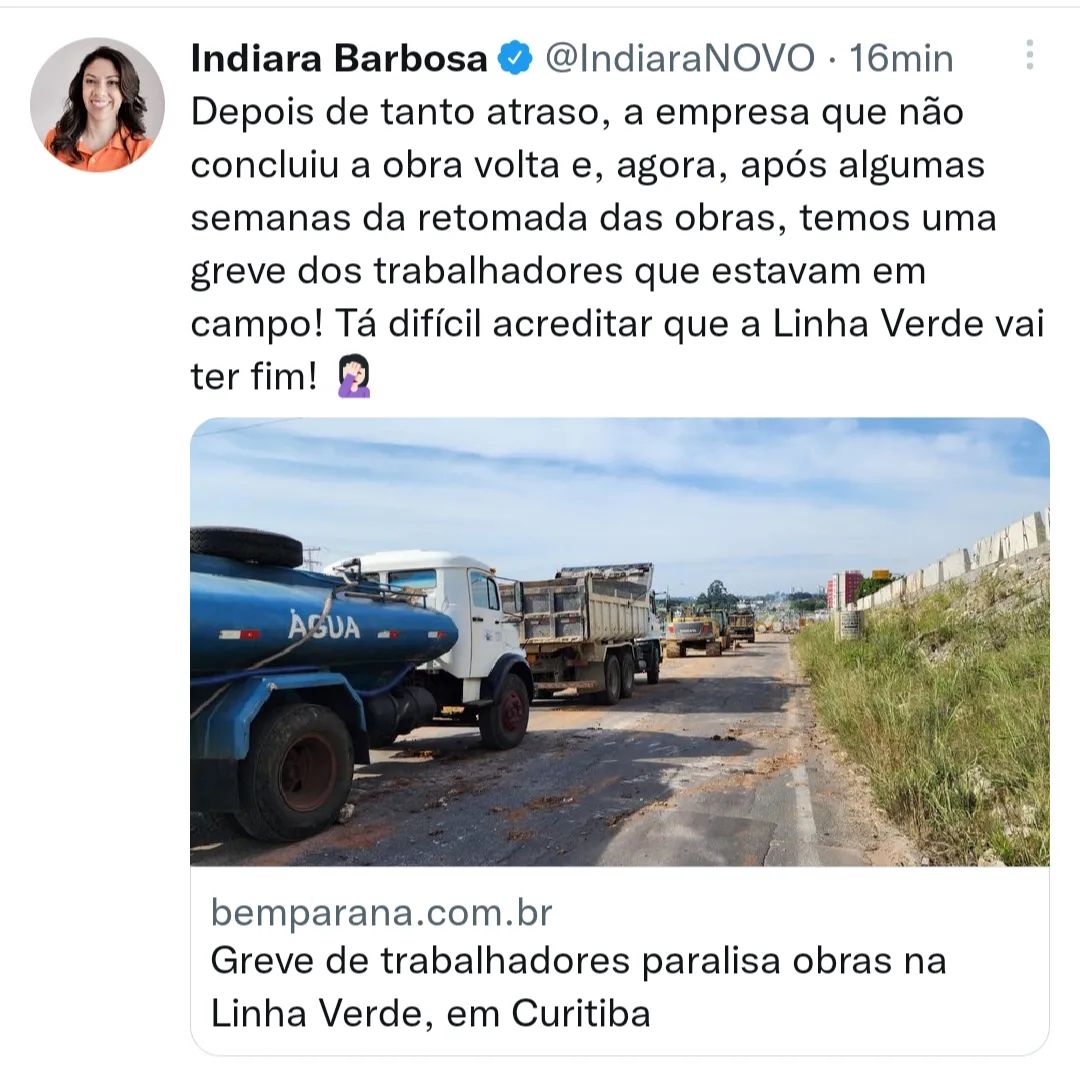 Indiara Barbosa @IndiaraNOVO · 16min
Depois de tanto atraso, a empresa que não
concluiu a obra volta e, agora, após algumas
semanas da retomada das obras, temos uma
greve dos trabalhadores que estavam em
campo! Tá difícil acreditar que a Linha Verde vai
ter fim! 🤦🏻‍♀️
ÀGUA
bemparana.com.br
Greve de trabalhadores paralisa obras na
Linha Verde, em Curitiba